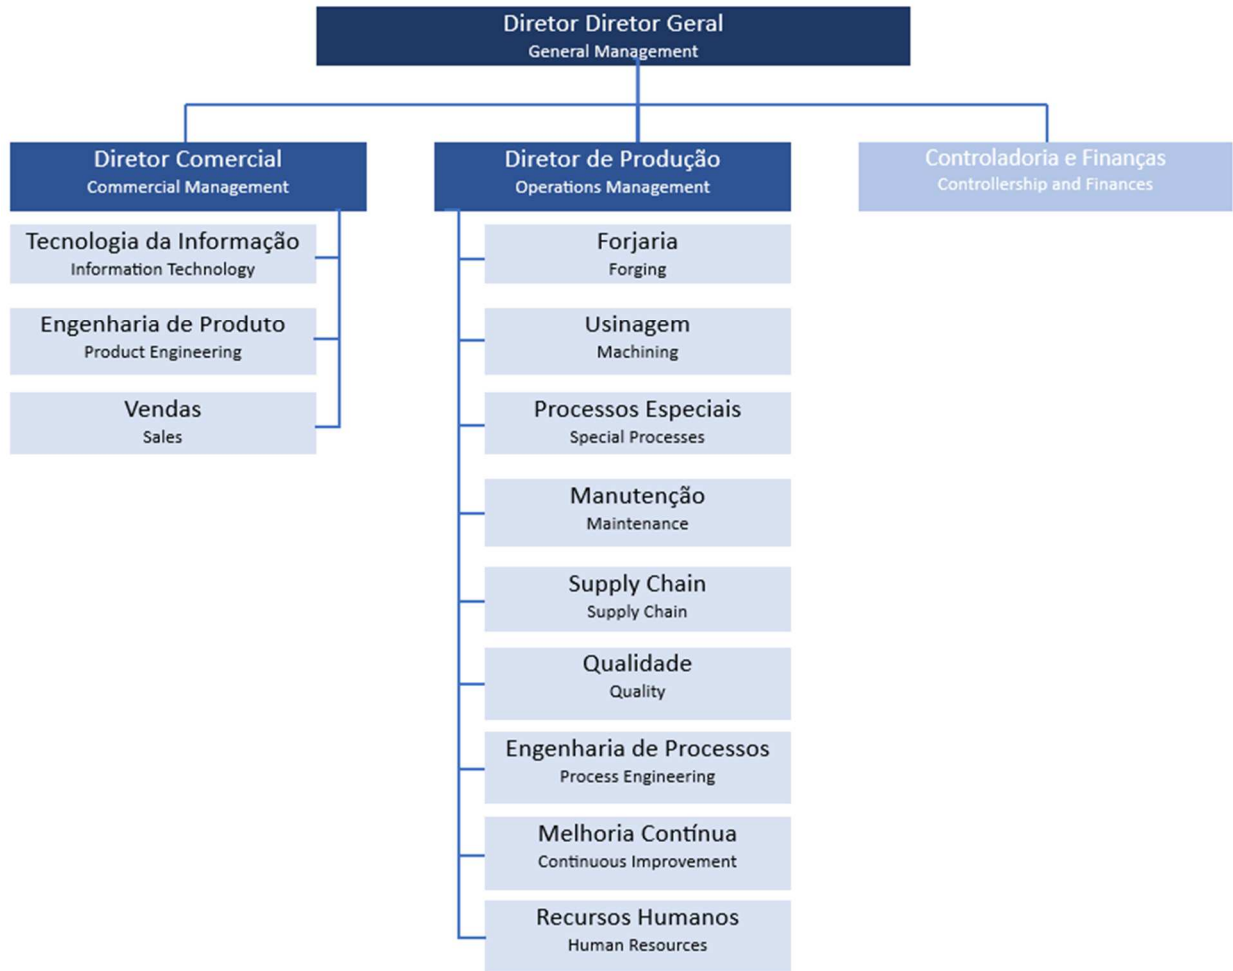 Diretor Diretor Geral
General Management
Diretor Comercial
Commercial Management
Tecnologia da Informação
Information Technology
Engenharia de Produto
Product Engineering
Vendas
Sales
Diretor de Produção
Operations Management
Forjaria
Forging
Usinagem
Machining
Processos Especiais
Special Processes
Manutenção
Maintenance
Supply Chain
Supply Chain
Qualidade
Quality
Engenharia de Processos
Process Engineering
Melhoria Contínua
Continuous Improvement
Recursos Humanos
Human Resources
Controladoria e Finanças
Controllership and Finances